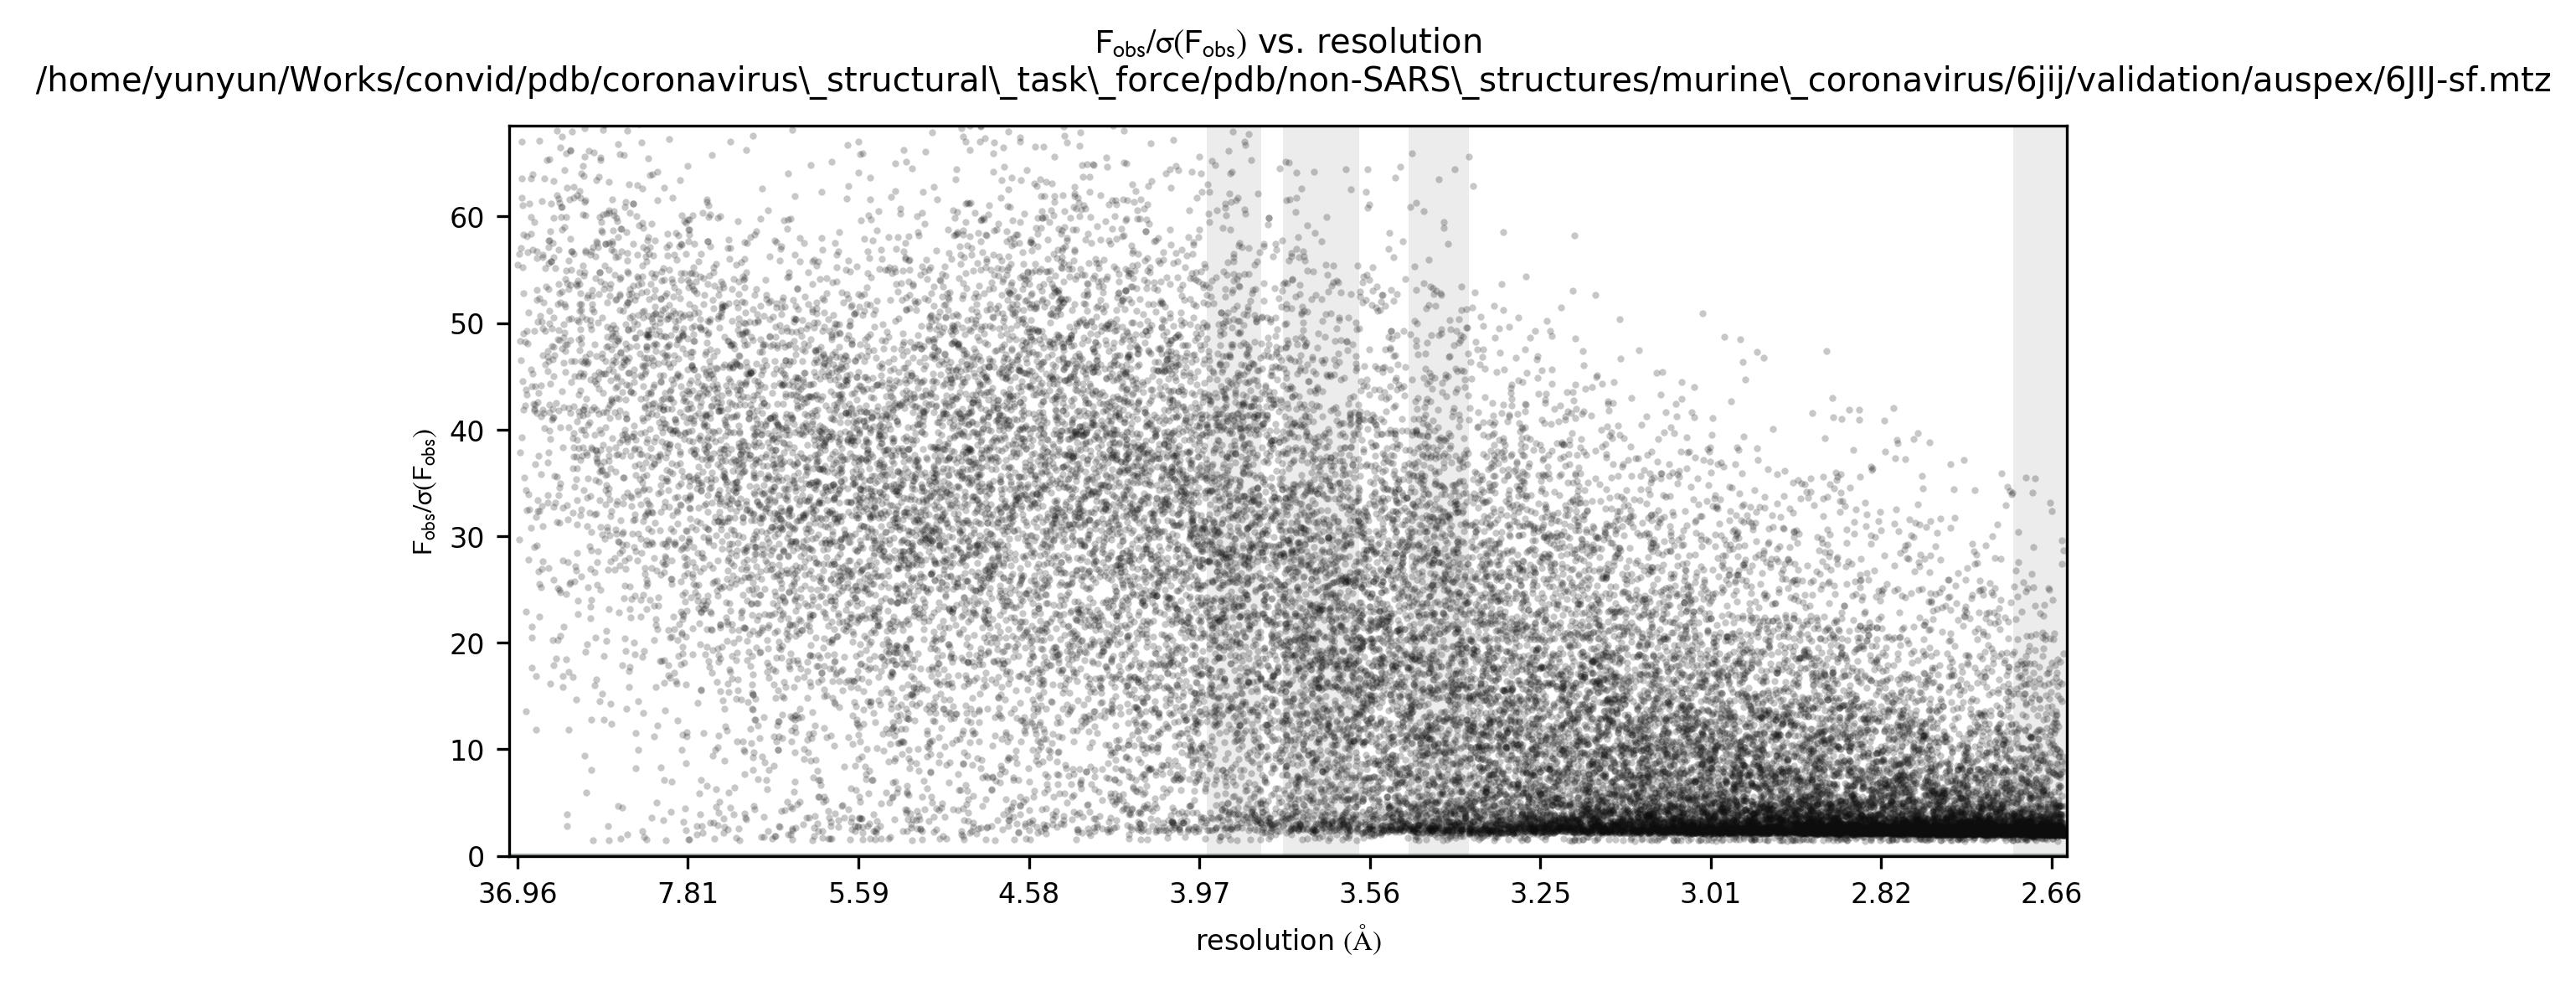 Fobs/σ(Fobs) vs. resolution
/home/yunyun/Works/convid/pdb/coronavirus\_structural\_task\_force/pdb/non-SARS\_structures/murine\_coronavirus/6jij/validation/auspex/6JIJ-sf.mtz
Fobs/σ(Fobs)
60
50
40
30
20
10
0
36.96 7.81 5.59 4.58 3.97 3.56 3.25 3.01 2.82 2.66
resolution (Å)